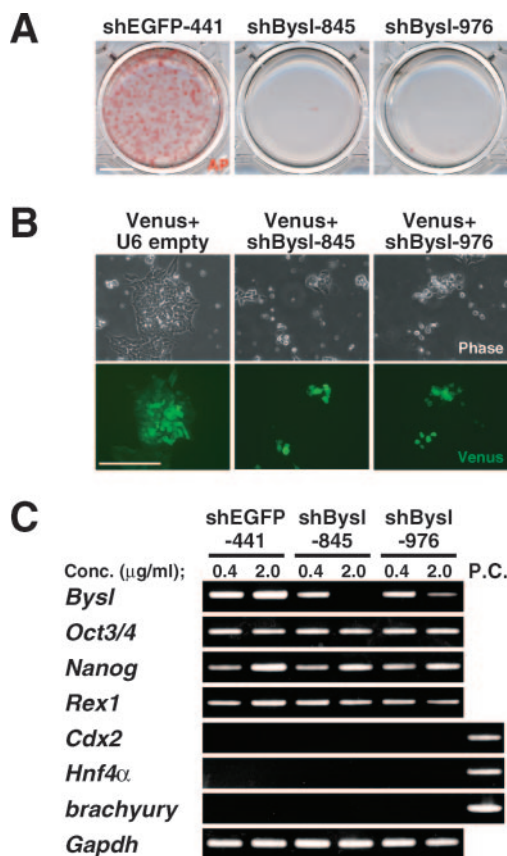 A
shEGFP-441 shBysl-845 shBysl-976
AP
B
Venus+ Venus+ Venus+
U6 empty shBysl-845 shBysl-976
Phase
Venus
C
shEGFP shBysl shBysl
-441 -845 -976
Conc. (μg/ml); 0.4 2.0 0.4 2.0 0.4 2.0 P.C.
Bysl
Oct3/4
Nanog
Rex1
Cdx2
Hnf4α
brachyury
Gapdh